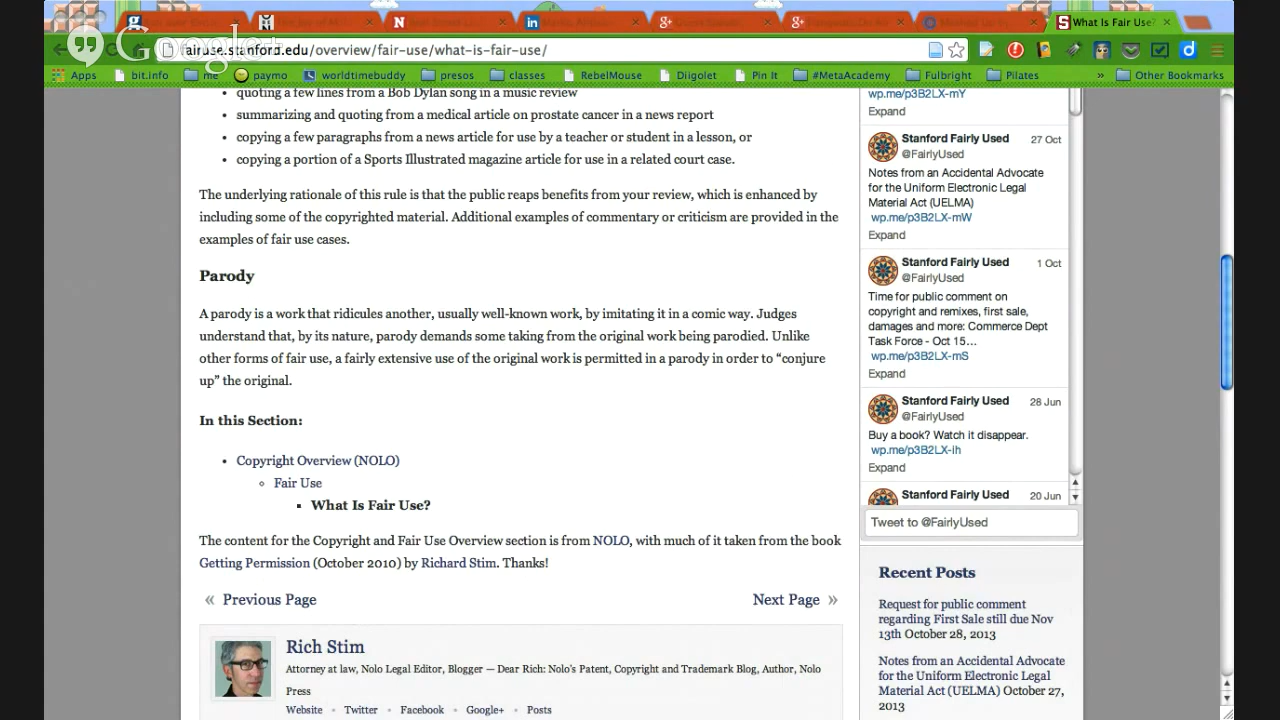 What Is Fair Use?
Google+
fairuse.stanford.edu/overview/fair-use/what-is-fair-use/
Apps
bit.info
me
paymo
worldtimebuddy
presos
classes
RebelMouse
Diigolet
Pin It
#MetaAcademy
Fulbright
Pilates
»
Other Bookmarks
quoting a few lines from a Bob Dylan song in a music review
• summarizing and quoting from a medical article on prostate cancer in a news report
• copying a few paragraphs from a news article for use by a teacher or student in a lesson, or
• copying a portion of a Sports Illustrated magazine article for use in a related court case.
The underlying rationale of this rule is that the public reaps benefits from your review, which is enhanced by
including some of the copyrighted material. Additional examples of commentary or criticism are provided in the
examples of fair use cases.
Parody
A parody is a work that ridicules another, usually well-known work, by imitating it in a comic way. Judges
understand that, by its nature, parody demands some taking from the original work being parodied. Unlike
other forms of fair use, a fairly extensive use of the original work is permitted in a parody in order to “conjure
up” the original.
In this Section:
• Copyright Overview (NOLO)
Fair Use
What Is Fair Use?
The content for the Copyright and Fair Use Overview section is from NOLO, with much of it taken from the book
Getting Permission (October 2010) by Richard Stim. Thanks!
« Previous Page
Next Page »
Rich Stim
Attorney at law, Nolo Legal Editor, Blogger — Dear Rich: Nolo's Patent, Copyright and Trademark Blog, Author, Nolo
Press
Website • Twitter • Facebook • Google+ • Posts
wp.me/p3B2LX-mY
Expand
Stanford Fairly Used 27 Oct
@FairlyUsed
Notes from an Accidental Advocate
for the Uniform Electronic Legal
Material Act (UELMA)
wp.me/p3B2LX-mW
Expand
Stanford Fairly Used 1 Oct
@FairlyUsed
Time for public comment on
copyright and remixes, first sale,
damages and more: Commerce Dept
Task Force - Oct 15...
wp.me/p3B2LX-mS
Expand
Stanford Fairly Used 28 Jun
@FairlyUsed
Buy a book? Watch it disappear.
wp.me/p3B2LX-ih
Expand
Stanford Fairly Used 20 Jun
Tweet to @FairlyUsed
Recent Posts
Request for public comment
regarding First Sale still due Nov
13th October 28, 2013
Notes from an Accidental Advocate
for the Uniform Electronic Legal
Material Act (UELMA) October 27,
2013